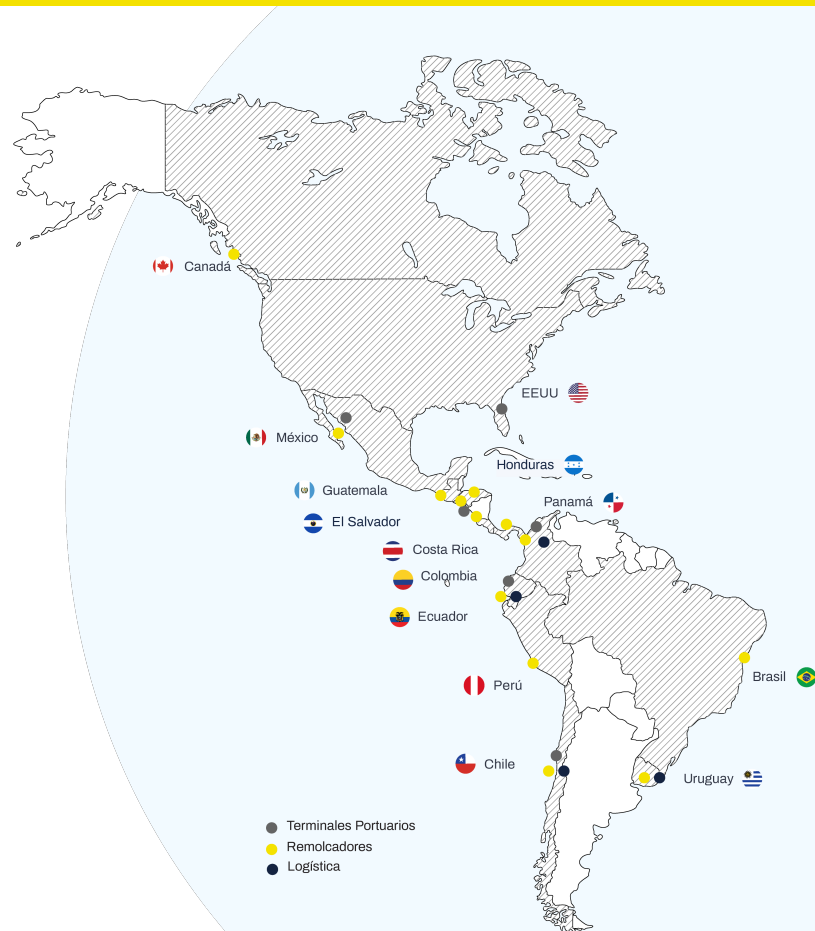 Canadá
EEUU
México
Honduras
Guatemala
Panamá
El Salvador
Costa Rica
Colombia
Ecuador
Brasil
Perú
Chile
Uruguay
Terminales Portuarios
Remolcadores
Logística